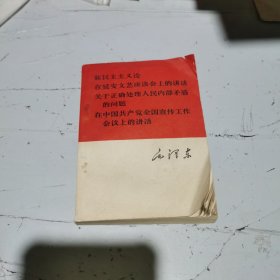 新民主主义论
在延安文艺座谈会上的讲话
关于正确处理人民内部矛盾
的问题
在中国共产党全国宣传工作
会议上的讲话
毛泽东